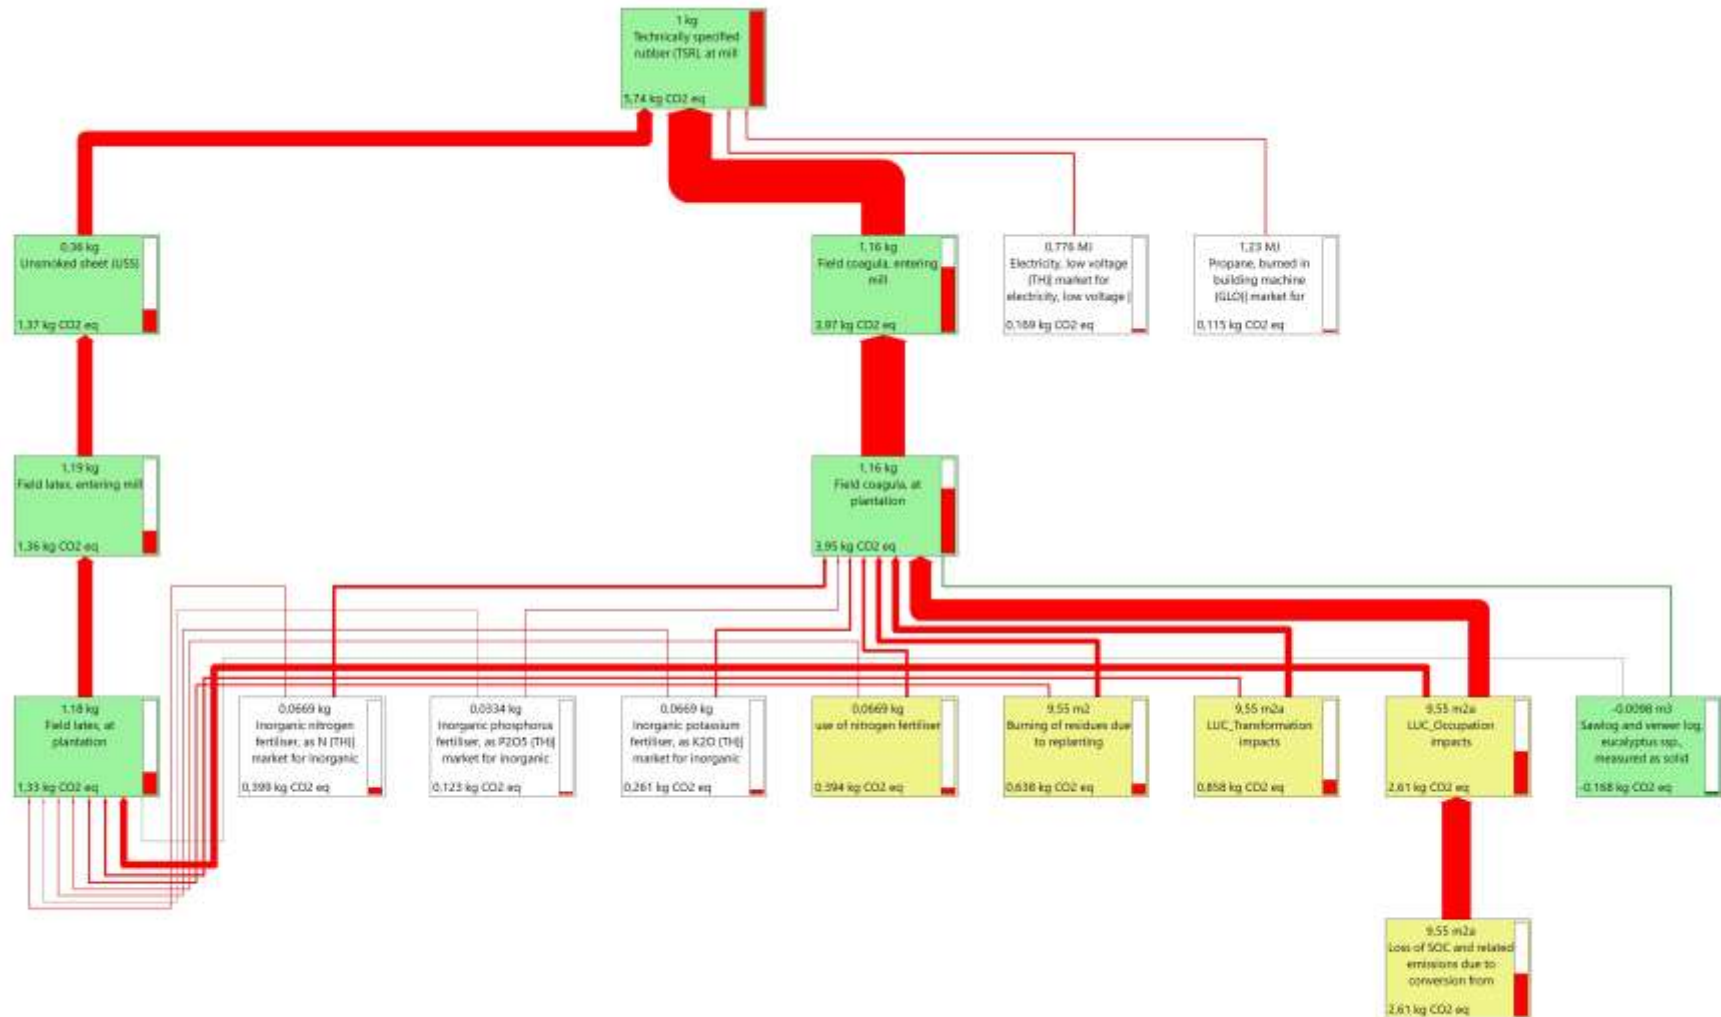 1 kg
Technically specified
rubber (TSR), at mill
5,74 kg CO2 eq
0,36 kg
Unsmoked sheet (USS)
1,37 kg CO2 eq
1,16 kg
Field coagula, entering
mill
3,97 kg CO2 eq
0,776 MJ
Electricity, low voltage
{TH}| market for
electricity, low voltage |
0,169 kg CO2 eq
1,23 MJ
Propane, burned in
building machine
{GLO}| market for
0,115 kg CO2 eq
1,19 kg
Field latex, entering mill
1,36 kg CO2 eq
1,16 kg
Field coagula, at
plantation
3,95 kg CO2 eq
1,18 kg
Field latex, at
plantation
1,33 kg CO2 eq
0,0669 kg
Inorganic nitrogen
fertiliser, as N {TH}|
market for inorganic
0,399 kg CO2 eq
0,0334 kg
Inorganic phosphorus
fertiliser, as P2O5 {TH}|
market for inorganic
0,123 kg CO2 eq
0,0669 kg
Inorganic potassium
fertiliser, as K2O {TH}|
market for inorganic
0,261 kg CO2 eq
0,0669 kg
use of nitrogen fertiliser
0,394 kg CO2 eq
9,55 m2
Burning of residues due
to replanting
0,638 kg CO2 eq
9,55 m2a
LUC_Transformation
impacts
0,858 kg CO2 eq
9,55 m2a
LUC_Occupation
impacts
2,61 kg CO2 eq
-0,0098 m3
Sawlog and veneer log,
eucalyptus ssp.,
measured as solid
-0,168 kg CO2 eq
9,55 m2a
Loss of SOC and related
emissions due to
conversion from
2,61 kg CO2 eq